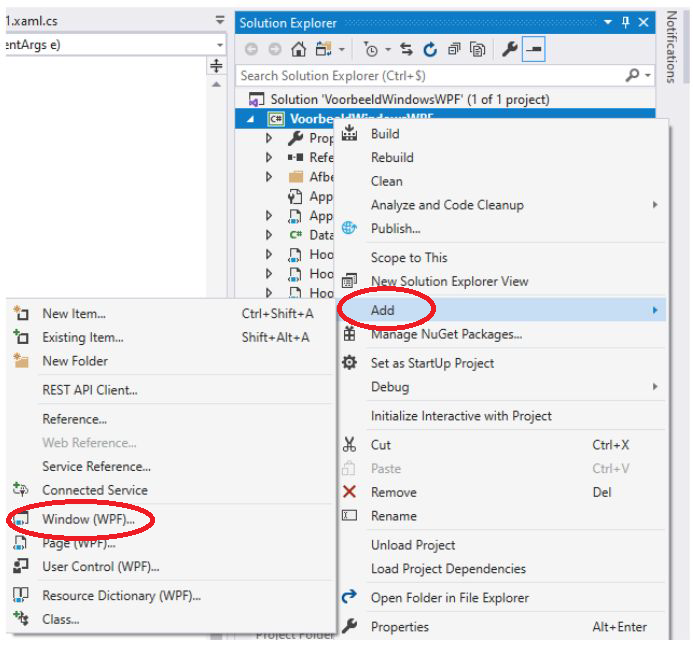 1.xaml.cs
entArgs e)
Solution Explorer
Search Solution Explorer (Ctrl+$)
Solution 'VoorbeeldWindowsWPF' (1 of 1 project)
VoorbeeldWindowsWPF
Prop
Refe
Afbe
App
App
C# Data
Hoo
Hoo
Hoo
Notifications
Build
Rebuild
Clean
Analyze and Code Cleanup
Publish...
Scope to This
New Solution Explorer View
Add
Manage NuGet Packages...
Set as StartUp Project
Debug
Initialize Interactive with Project
Cut Ctrl+X
Paste Ctrl+V
Remove Del
Rename
Unload Project
Load Project Dependencies
Open Folder in File Explorer
Properties Alt+Enter
New Item... Ctrl+Shift+A
Existing Item... Shift+Alt+A
New Folder
REST API Client...
Reference...
Web Reference...
Service Reference...
Connected Service
Window (WPF)...
Page (WPF)...
User Control (WPF)...
Resource Dictionary (WPF)...
Class...
Project Folder